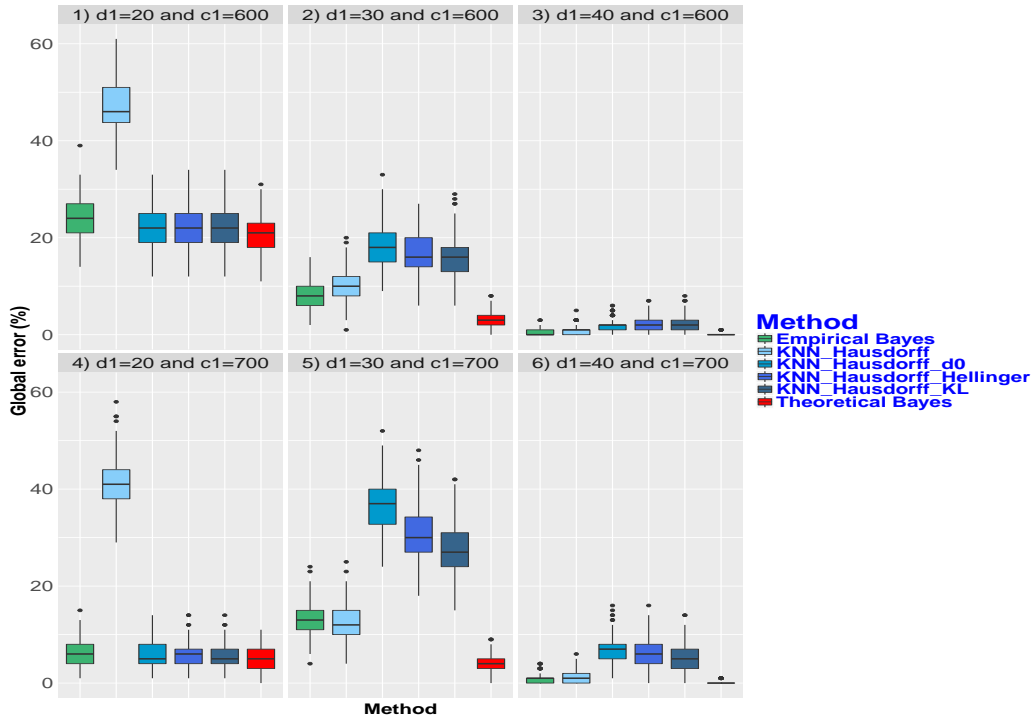 1) d1=20 and c1=600
2) d1=30 and c1=600
3) d1=40 and c1=600
60
40
20
0
4) d1=20 and c1=700
5) d1=30 and c1=700
6) d1=40 and c1=700
60
40
20
0
Global error (%)
Method
Method
Empirical Bayes
KNN_Hausdorff
KNN_Hausdorff_d0
KNN_Hausdorff_Hellinger
KNN_Hausdorff_KL
Theoretical Bayes